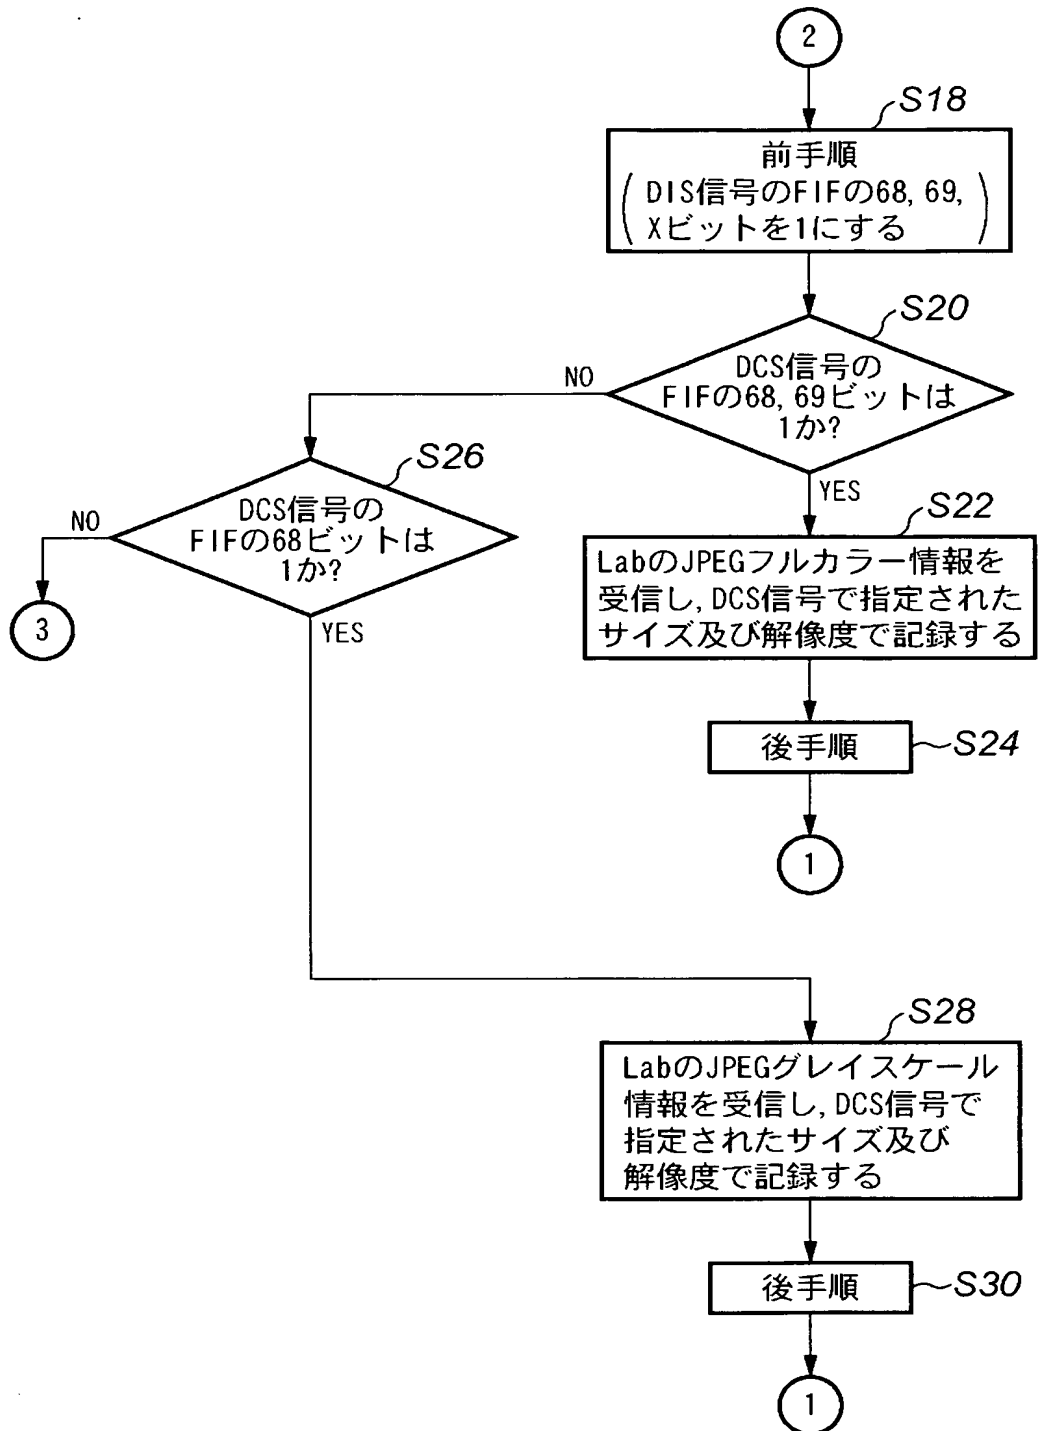 2
S18
前手順
DIS信号のFIFの68, 69,
Xビットを1にする
S20
DCS信号の
FIFの68, 69ビットは
1か?
NO
YES
S26
DCS信号の
FIFの68ビットは
1か?
NO
YES
3
S22
LabのJPEGフルカラー情報を
受信し, DCS信号で指定された
サイズ及び解像度で記録する
後手順
S24
1
S28
LabのJPEGグレイスケール
情報を受信し, DCS信号で
指定されたサイズ及び
解像度で記録する
後手順
S30
1